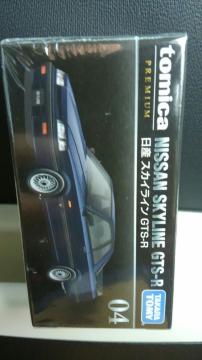 tomica
PREMIUM
NISSAN SKYLINE GTS-R
日産 スカイライン GTS-R
TAKARA
TOMY
04